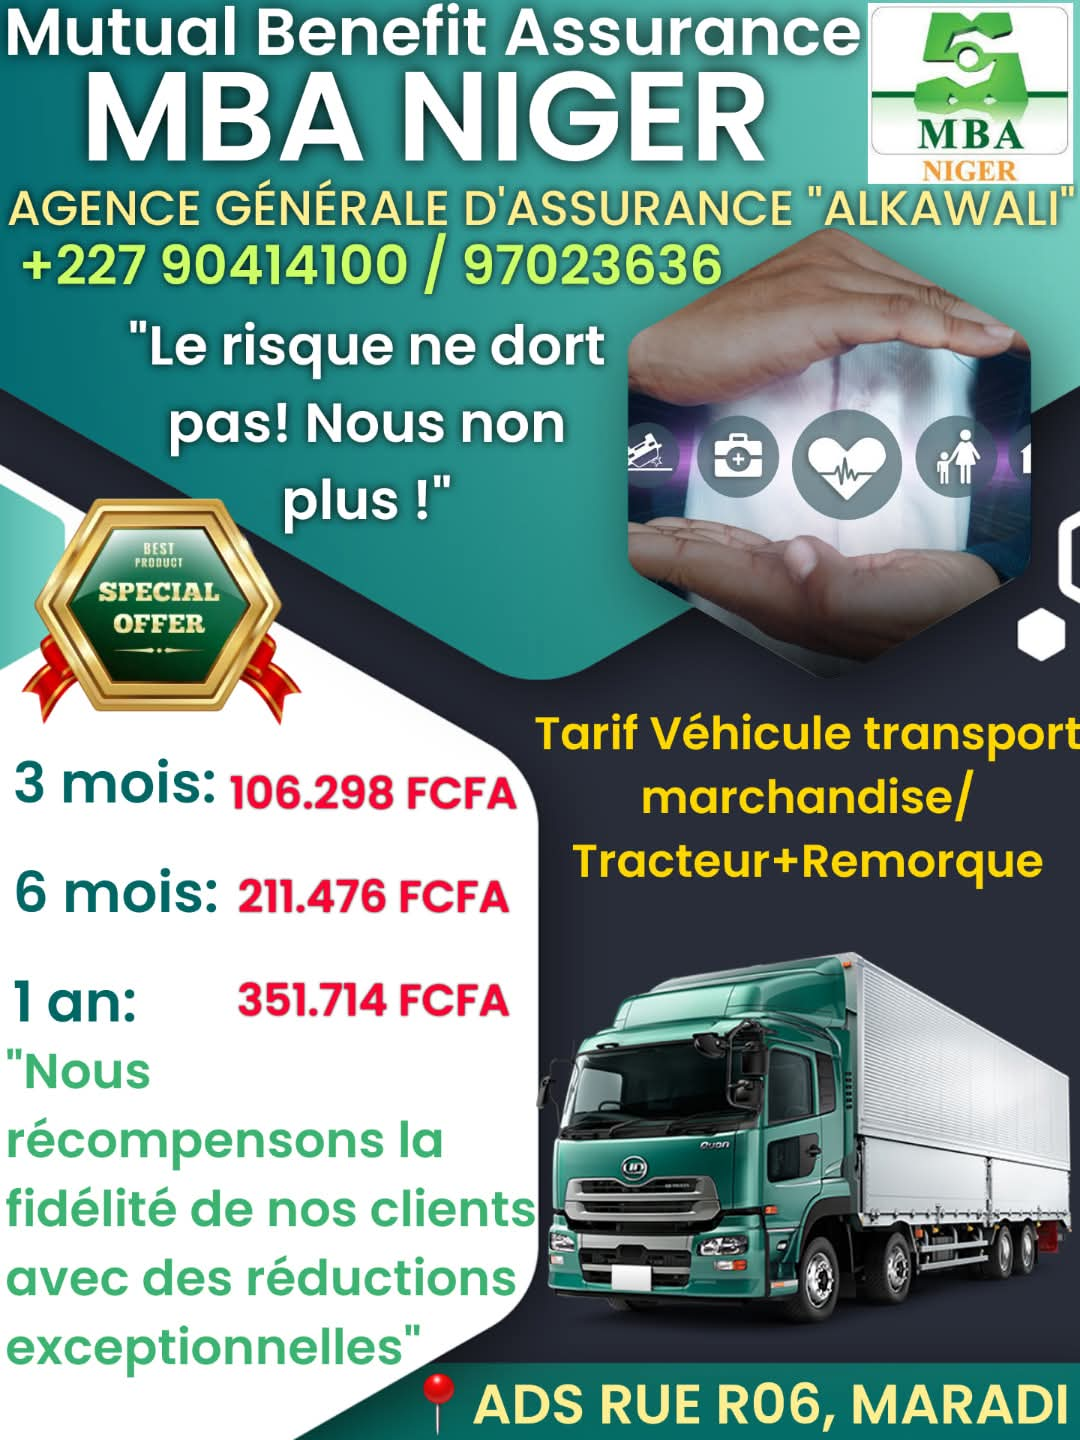 Mutual Benefit Assurance
MBA NIGER
MBA
NIGER
AGENCE GÉNÉRALE D'ASSURANCE "ALKAWALI"
+227 90414100 / 97023636
"Le risque ne dort
pas! Nous non
plus !"
BEST
PRODUCT
SPECIAL
OFFER
Tarif Véhicule transport
marchandise/
Tracteur+Remorque
3 mois: 106.298 FCFA
6 mois: 211.476 FCFA
1 an: 351.714 FCFA
"Nous
récompensons la
fidélité de nos clients
avec des réductions
exceptionnelles"
Quon
UD
ADS RUE R06, MARADI